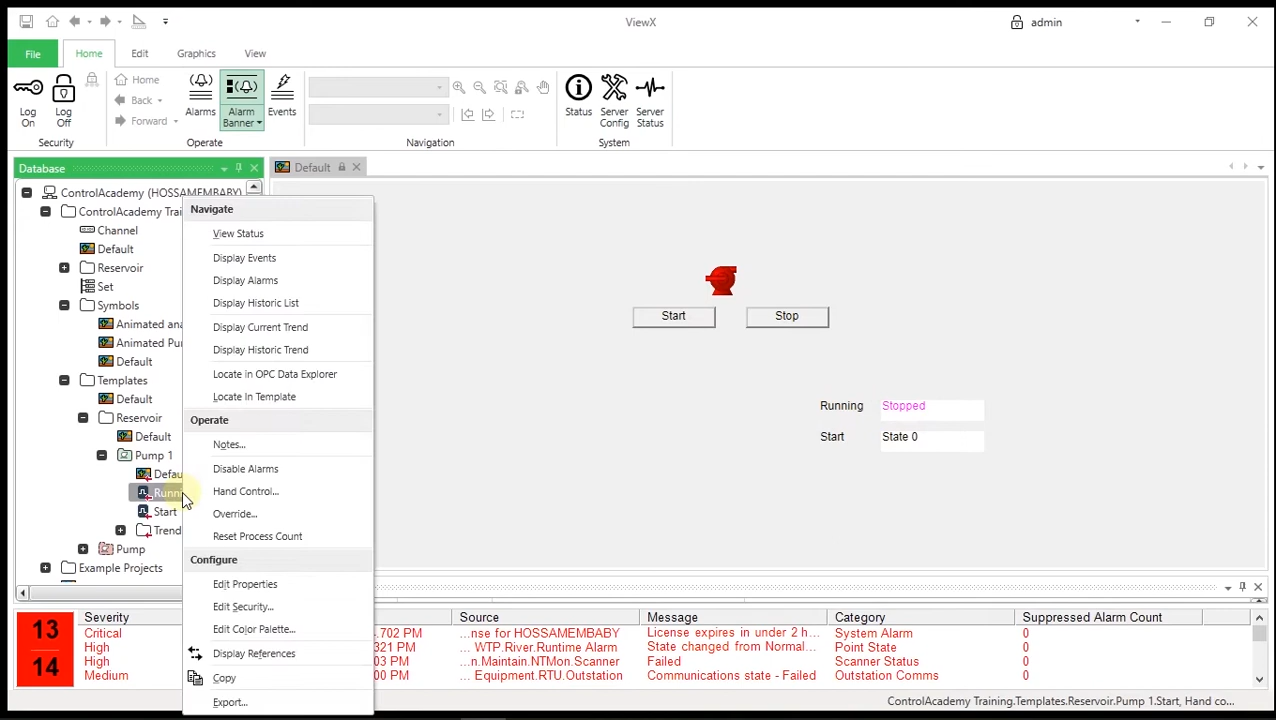 ViewX
admin
File
Home
Edit
Graphics
View
Log On
Log Off
Security
Home
Back
Forward
Alarms
Alarm Banner
Events
Operate
Navigation
Status
Server Config
Server Status
System
Database
Default
ControlAcademy (HOSSAMEMBABY)
ControlAcademy Trai
Channel
Default
Reservoir
Set
Symbols
Animated ana
Animated Pu
Default
Templates
Default
Reservoir
Default
Pump 1
Defau
Runni
Start
Trend
Pump
Example Projects
Navigate
View Status
Display Events
Display Alarms
Display Historic List
Display Current Trend
Display Historic Trend
Locate in OPC Data Explorer
Locate In Template
Operate
Notes...
Disable Alarms
Hand Control...
Override...
Reset Process Count
Configure
Edit Properties
Edit Security...
Edit Color Palette...
Display References
Copy
Export...
Start
Stop
Running Stopped
Start State 0
13
14
Severity Source Message Category Suppressed Alarm Count
Critical 4.702 PM ...nse for HOSSAMEMBABY License expires in under 2 h... System Alarm 0
High 321 PM ... WTP.River.Runtime Alarm State changed from Normal... Point State 0
High ...n.Maintain.NTMon.Scanner Failed Scanner Status 0
Medium ... Equipment.RTU.Outstation Communications state - Failed Outstation Comms 0
ControlAcademy Training.Templates.Reservoir.Pump 1.Start, Hand co...